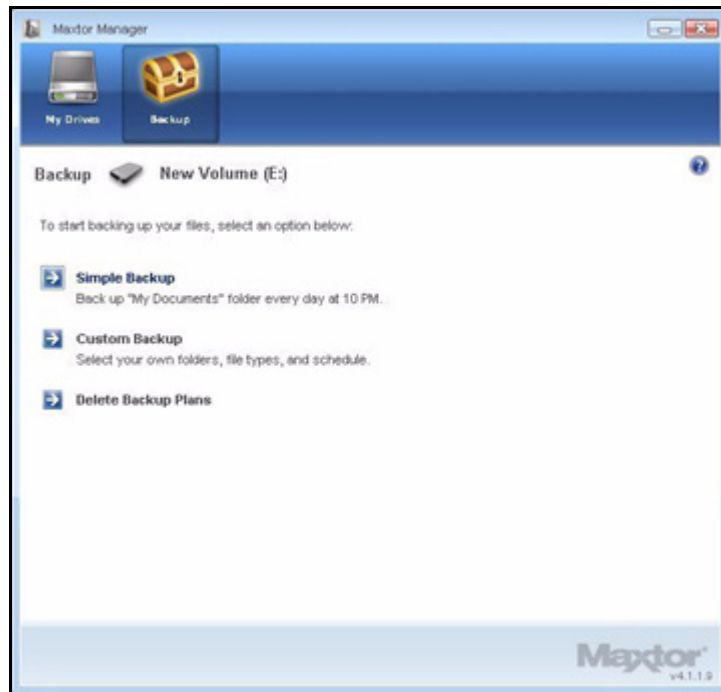 Maxtor Manager
My Drives
Backup
Backup New Volume (E:)
To start backing up your files, select an option below:
Simple Backup
Back up "My Documents" folder every day at 10 PM.
Custom Backup
Select your own folders, file types, and schedule.
Delete Backup Plans
Maxtor
v4.1.1.9